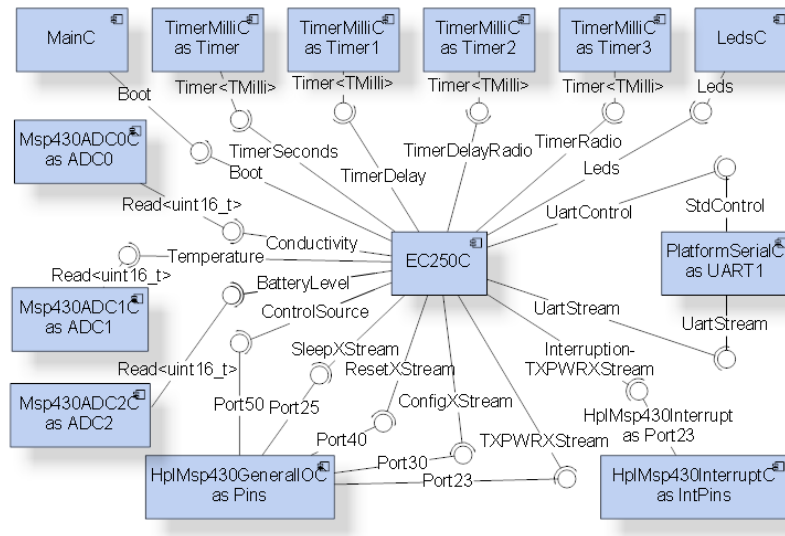 MainC
TimerMilliC
as Timer
TimerMilliC
as Timer1
TimerMilliC
as Timer2
TimerMilliC
as Timer3
LedsC
Boot
Timer<TMilli>
Timer<TMilli>
Timer<TMilli>
Timer<TMilli>
Leds
Msp430ADC0C
as ADC0
TimerSeconds
Boot
TimerDelay
TimerDelayRadio
TimerRadio
Leds
Read<uint16_t>
UartControl
StdControl
Conductivity
Temperature
EC250C
PlatformSerialC
as UART1
Read<uint16_t>
BatteryLevel
Msp430ADC1C
as ADC1
ControlSource
UartStream
UartStream
SleepXStream
ResetXStream
Interruption-
TXPWRXStream
Read<uint16_t>
Msp430ADC2C
as ADC2
Port50
Port25
ConfigXStream
HplMsp430Interrupt
as Port23
Port40
TXPWRXStream
Port30
Port23
HplMsp430GeneralIOC
as Pins
HplMsp430InterruptC
as IntPins